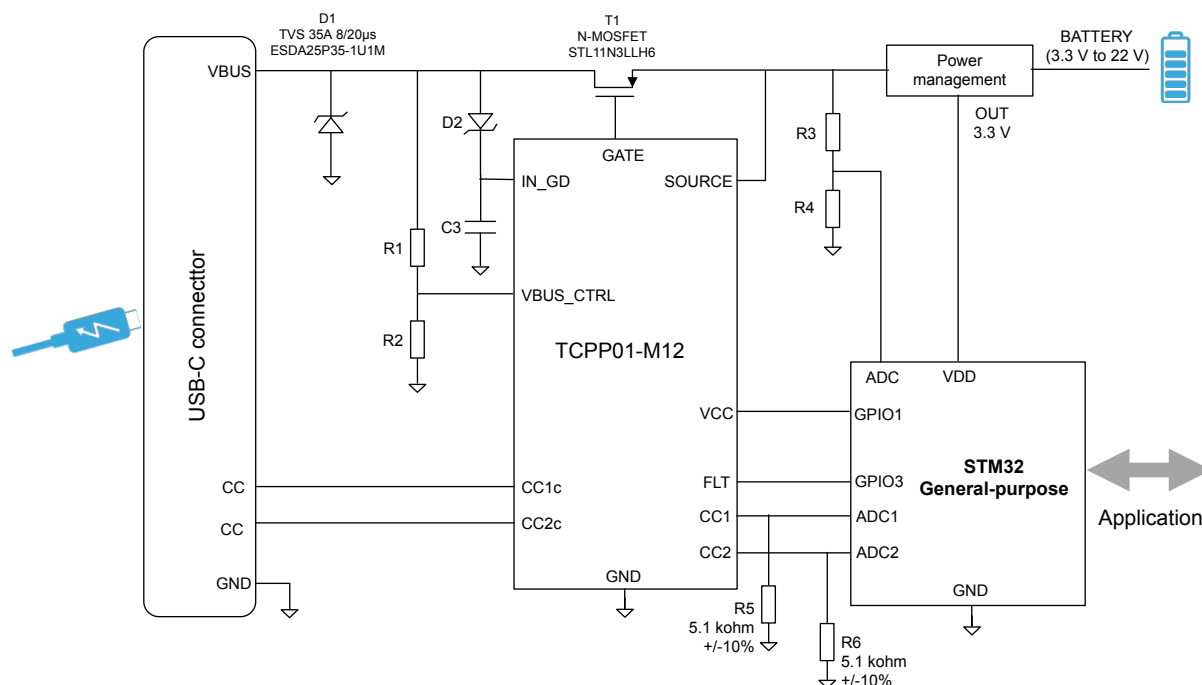 D1
TVS 35A 8/20µs
ESDA25P35-1U1M
T1
N-MOSFET
STL11N3LLH6
BATTERY
(3.3 V to 22 V)
VBUS
Power
management
OUT
3.3 V
D2
R3
GATE
IN_GD
SOURCE
R4
C3
R1
VBUS_CTRL
R2
TCPP01-M12
USB-C connecttor
ADC
VDD
VCC
GPIO1
STM32
General-purpose
FLT
GPIO3
CC
CC1c
CC1
ADC1
Application
CC
CC2c
CC2
ADC2
GND
GND
GND
R5
5.1 kohm
+/-10%
R6
5.1 kohm
+/-10%